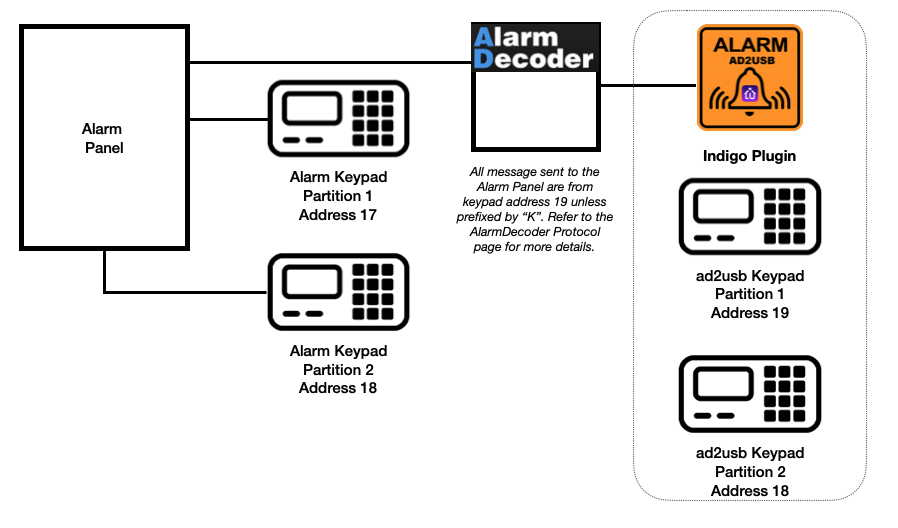 Alarm
Panel
Alarm Keypad
Partition 1
Address 17
Alarm Keypad
Partition 2
Address 18
Alarm
Decoder
All message sent to the
Alarm Panel are from
keypad address 19 unless
prefixed by “K”. Refer to the
AlarmDecoder Protocol
page for more details.
ALARM
AD2USB
Indigo Plugin
ad2usb Keypad
Partition 1
Address 19
ad2usb Keypad
Partition 2
Address 18